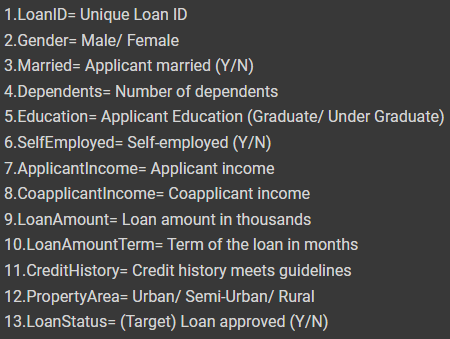 1.LoanID= Unique Loan ID
2.Gender= Male/ Female
3.Married= Applicant married (Y/N)
4.Dependents= Number of dependents
5.Education= Applicant Education (Graduate/ Under Graduate)
6.SelfEmployed= Self-employed (Y/N)
7.ApplicantIncome= Applicant income
8.CoapplicantIncome= Coapplicant income
9.LoanAmount= Loan amount in thousands
10.LoanAmountTerm= Term of the loan in months
11.CreditHistory= Credit history meets guidelines
12.PropertyArea= Urban/ Semi-Urban/ Rural
13.LoanStatus= (Target) Loan approved (Y/N)